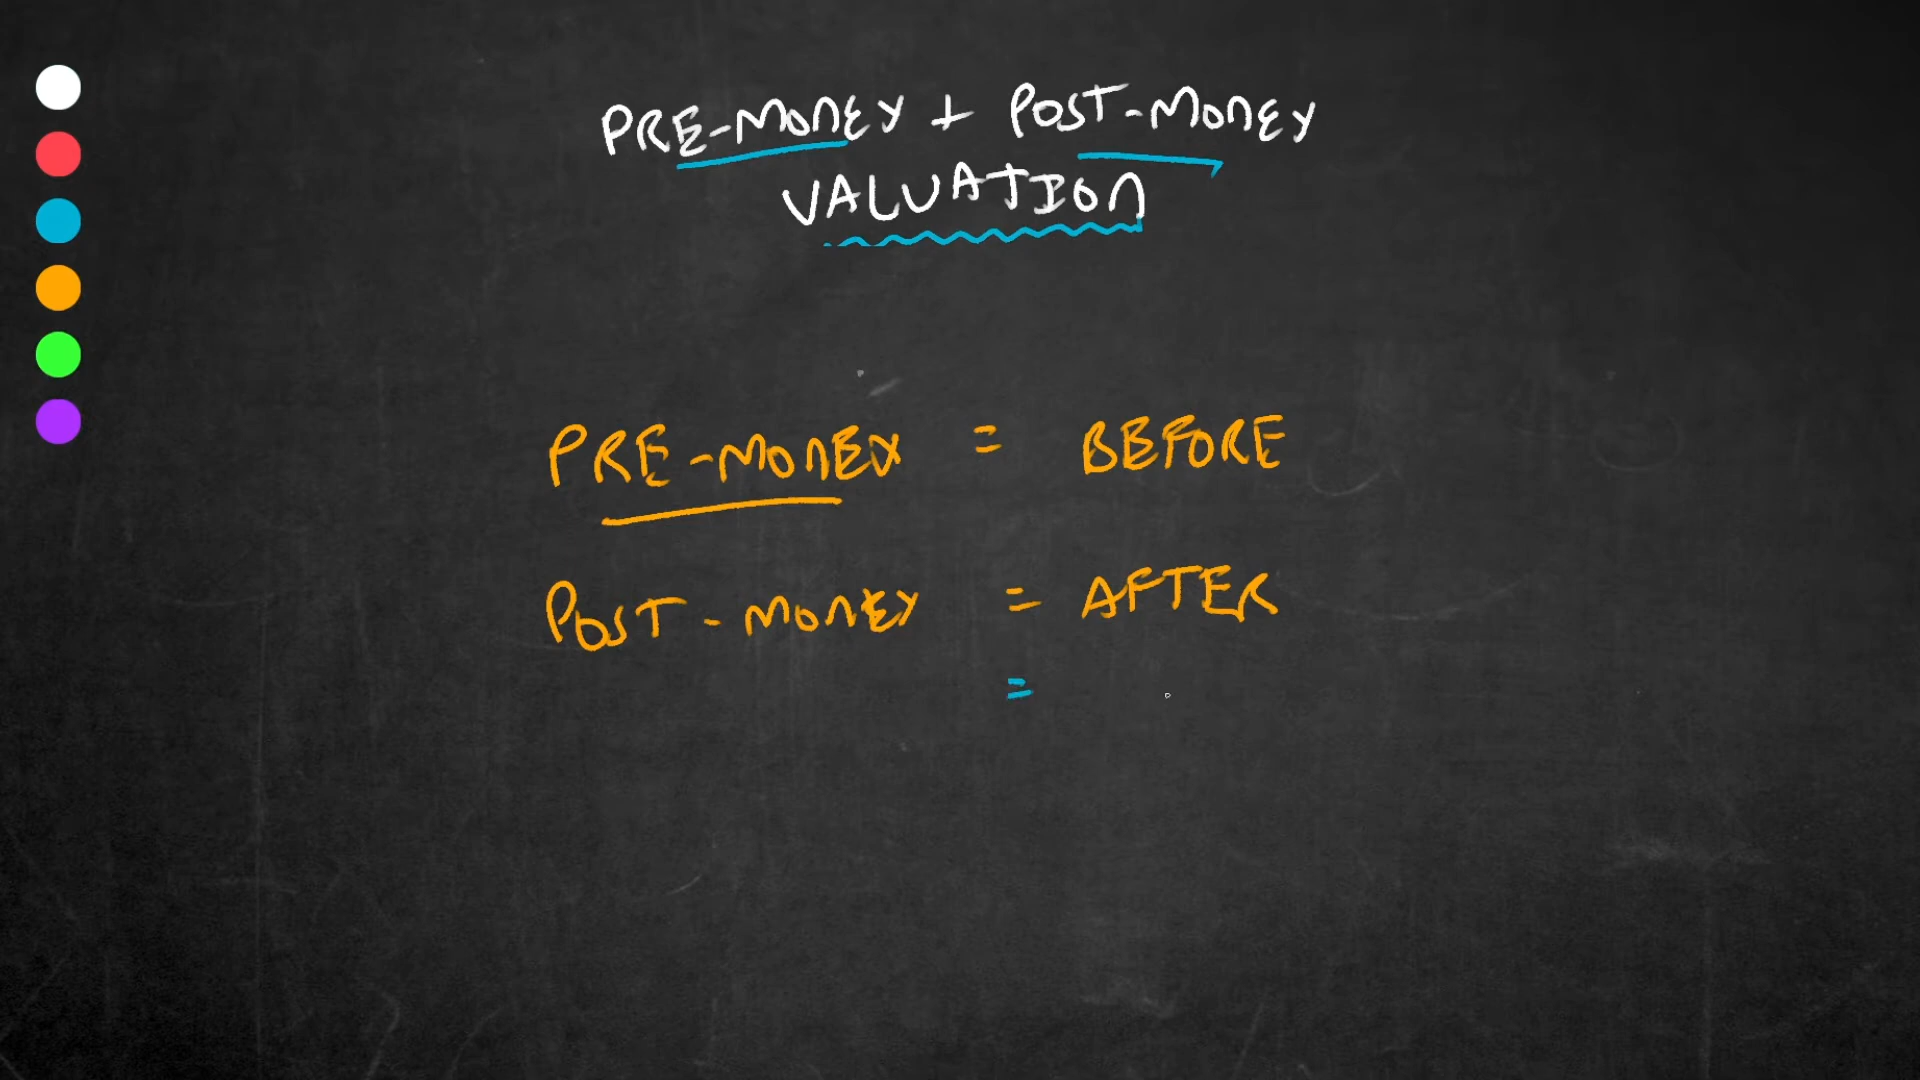 PRE-MONEY + POST-MONEY
VALUATION
PRE-MONEY = BEFORE
POST-MONEY = AFTER
=